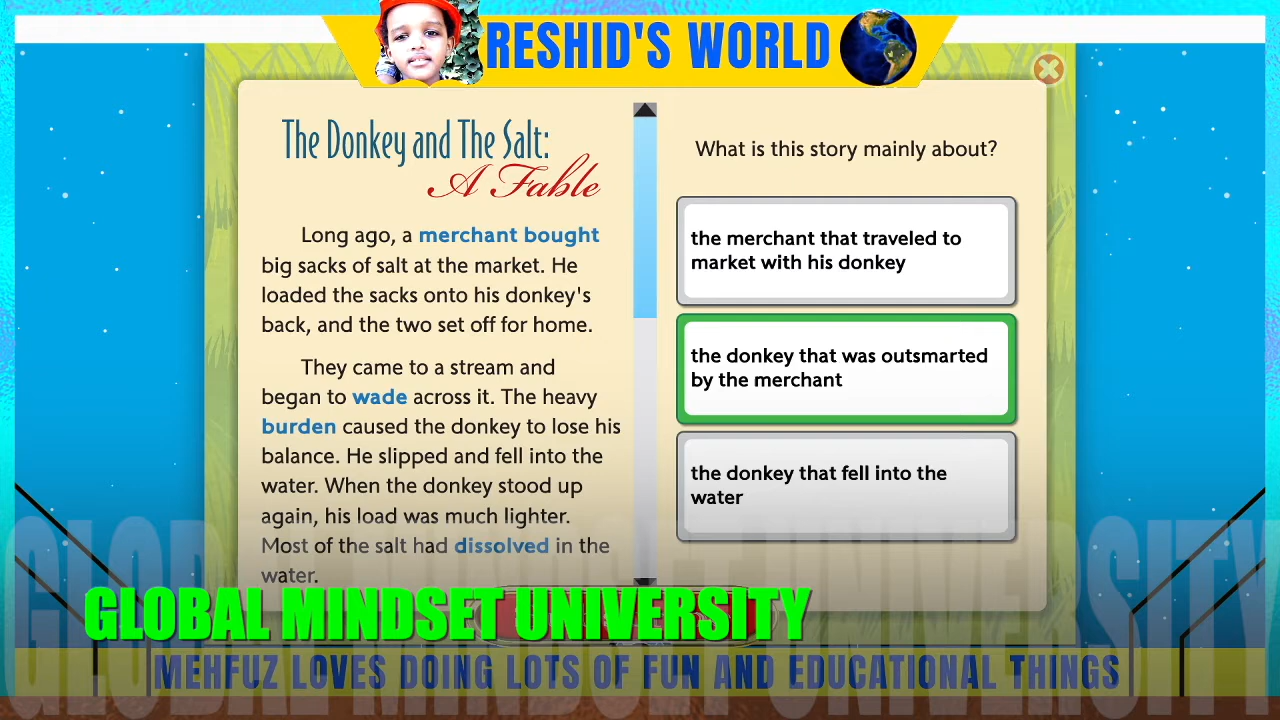 RESHID'S WORLD
The Donkey and The Salt:
A Fable
Long ago, a merchant bought
big sacks of salt at the market. He
loaded the sacks onto his donkey's
back, and the two set off for home.
They came to a stream and
began to wade across it. The heavy
burden caused the donkey to lose his
balance. He slipped and fell into the
water. When the donkey stood up
again, his load was much lighter.
Most of the salt had dissolved in the
water.
What is this story mainly about?
the merchant that traveled to
market with his donkey
the donkey that was outsmarted
by the merchant
the donkey that fell into the
water
GLOBAL MINDSET UNIVERSITY
GLOBAL MINDSET UNIVERSITY
MEHFUZ LOVES DOING LOTS OF FUN AND EDUCATIONAL THINGS